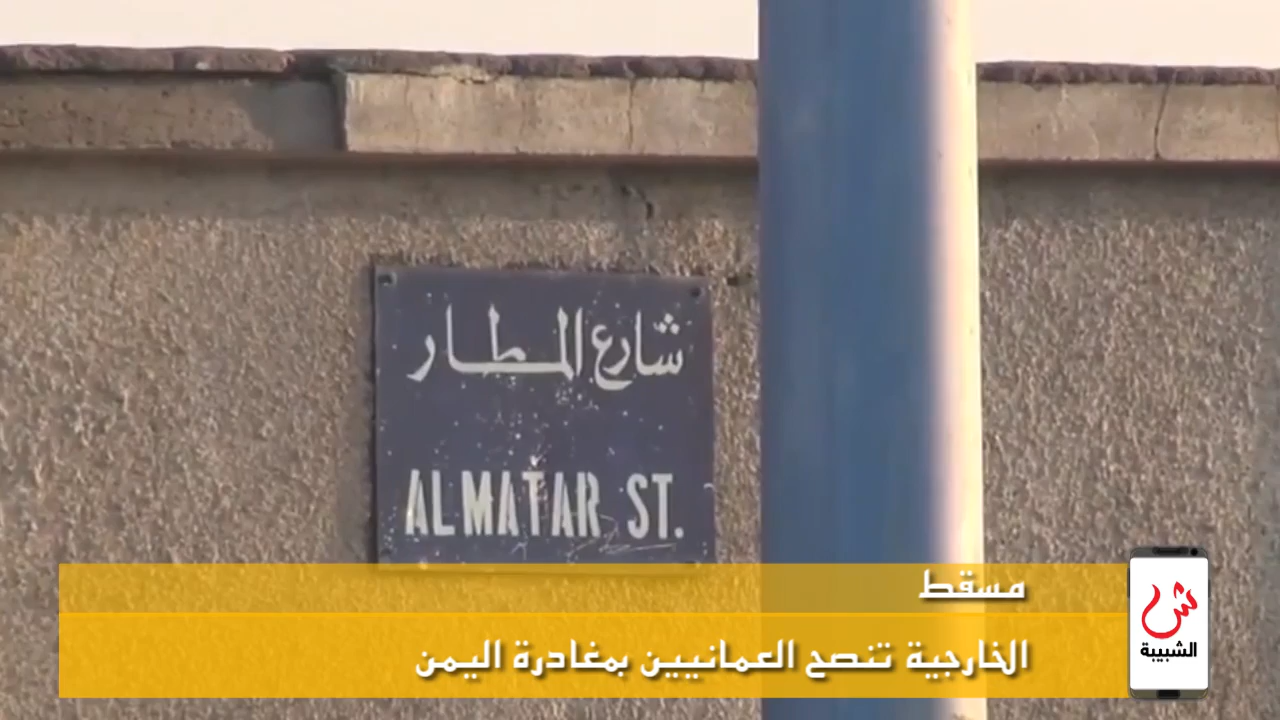 شارع المطار
ALMATAR ST.
مسقط
الخارجية تنصح العمانيين بمغادرة اليمن
ش
الشبيبة